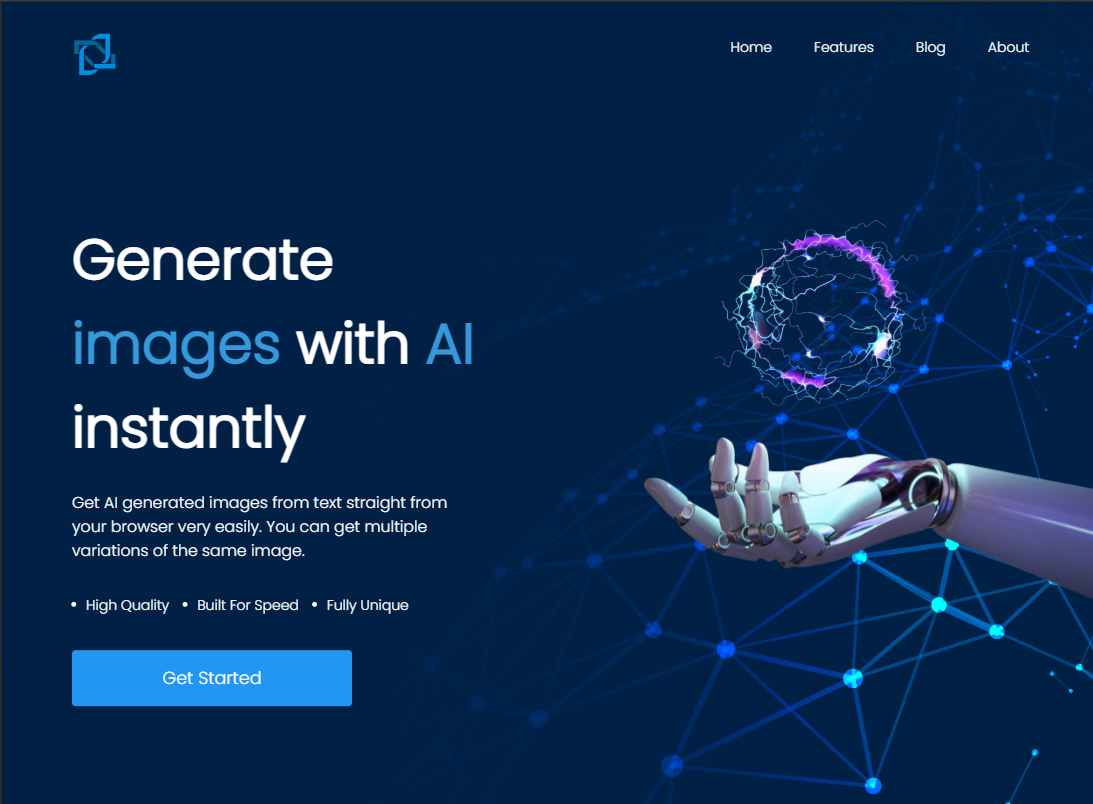 Home Features Blog About
Generate
images with AI
instantly
Get AI generated images from text straight from
your browser very easily. You can get multiple
variations of the same image.
• High Quality • Built For Speed • Fully Unique
Get Started